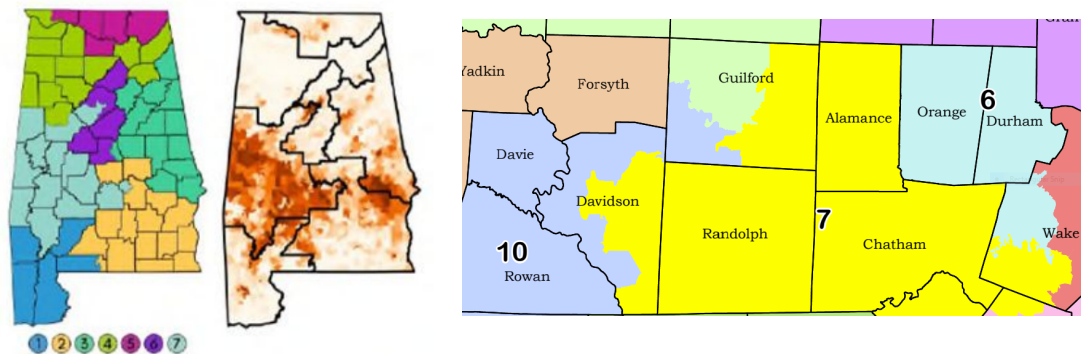 1 2 3 4 5 6 7
Yadkin
Forsyth
Guilford
Alamance
Orange
6
Durham
Davie
Davidson
Randolph
7
Chatham
Wake
10
Rowan